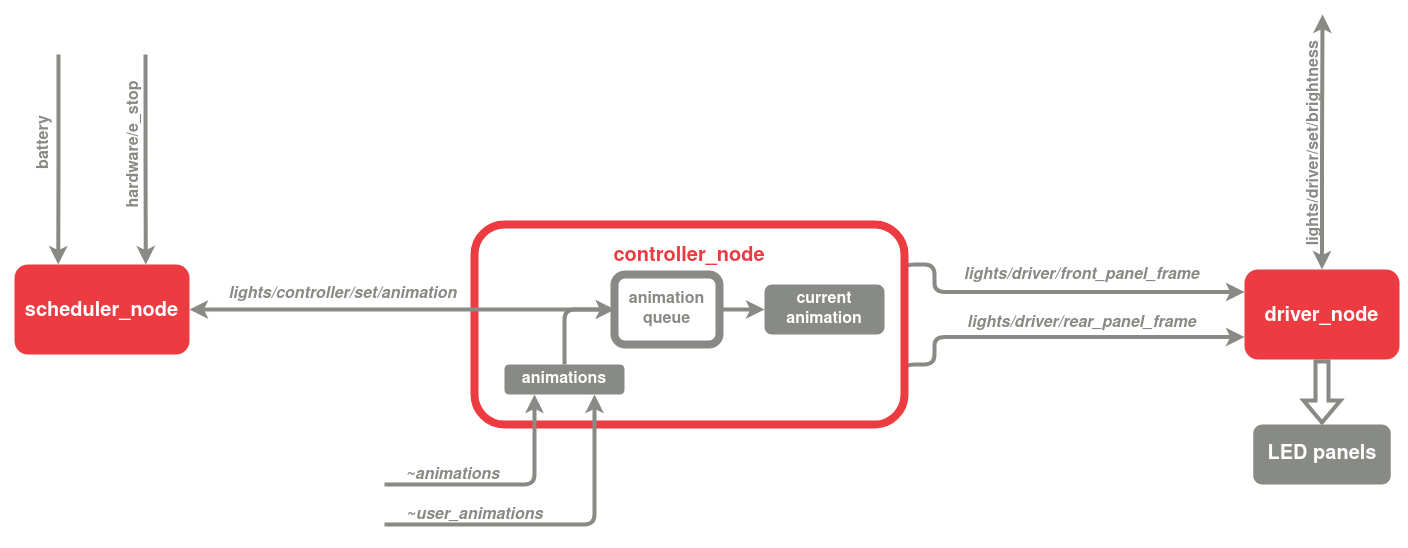 battery
hardware/e_stop
lights/driver/set/brightness
scheduler_node
lights/controller/set/animation
controller_node
animation
queue
current
animation
animations
~animations
~user_animations
lights/driver/front_panel_frame
lights/driver/rear_panel_frame
driver_node
LED panels